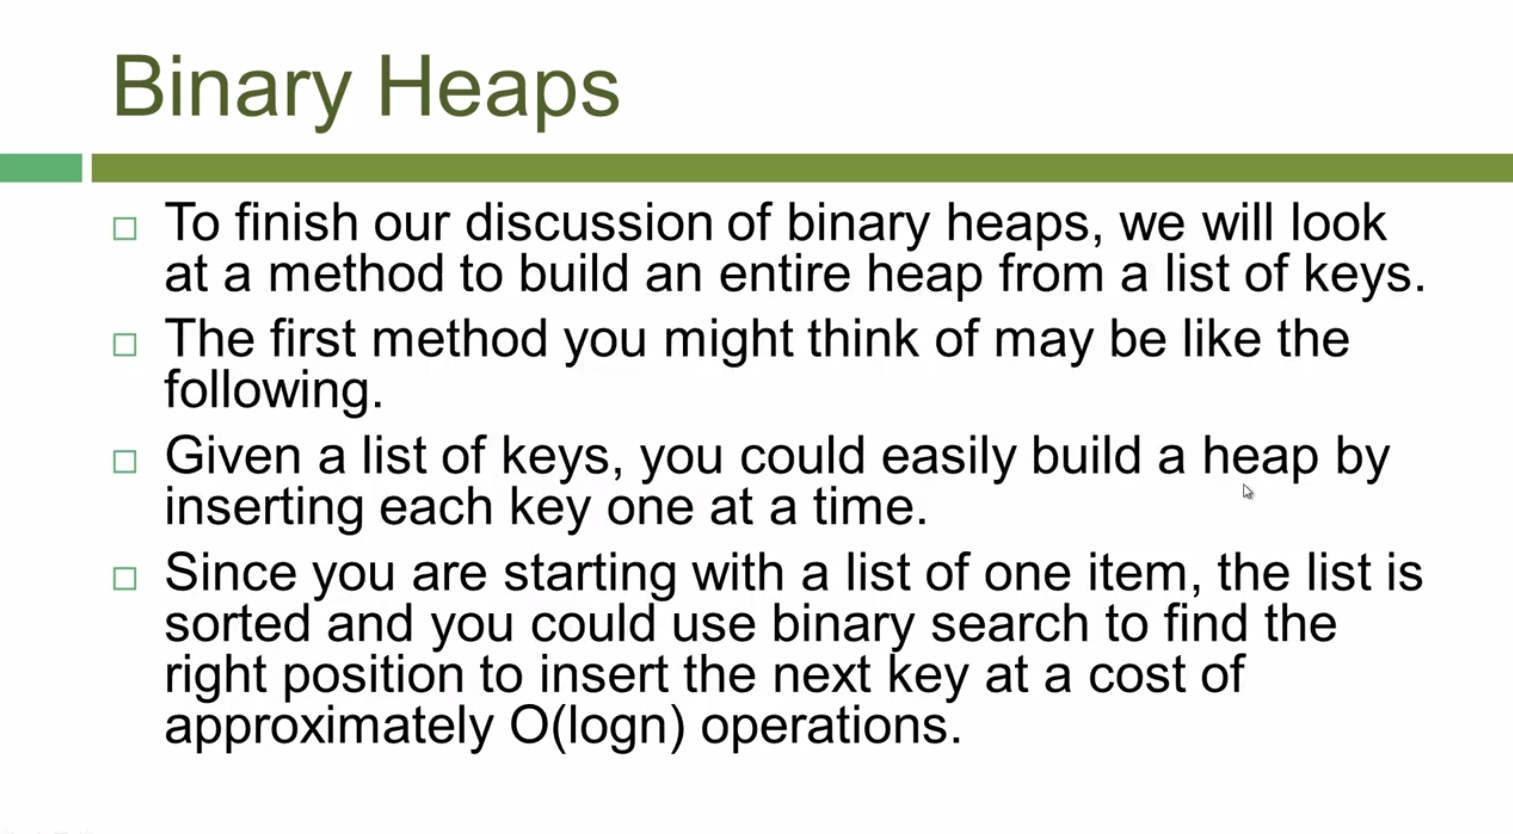 Binary Heaps
To finish our discussion of binary heaps, we will look
at a method to build an entire heap from a list of keys.
The first method you might think of may be like the
following.
Given a list of keys, you could easily build a heap by
inserting each key one at a time.
Since you are starting with a list of one item, the list is
sorted and you could use binary search to find the
right position to insert the next key at a cost of
approximately O(logn) operations.